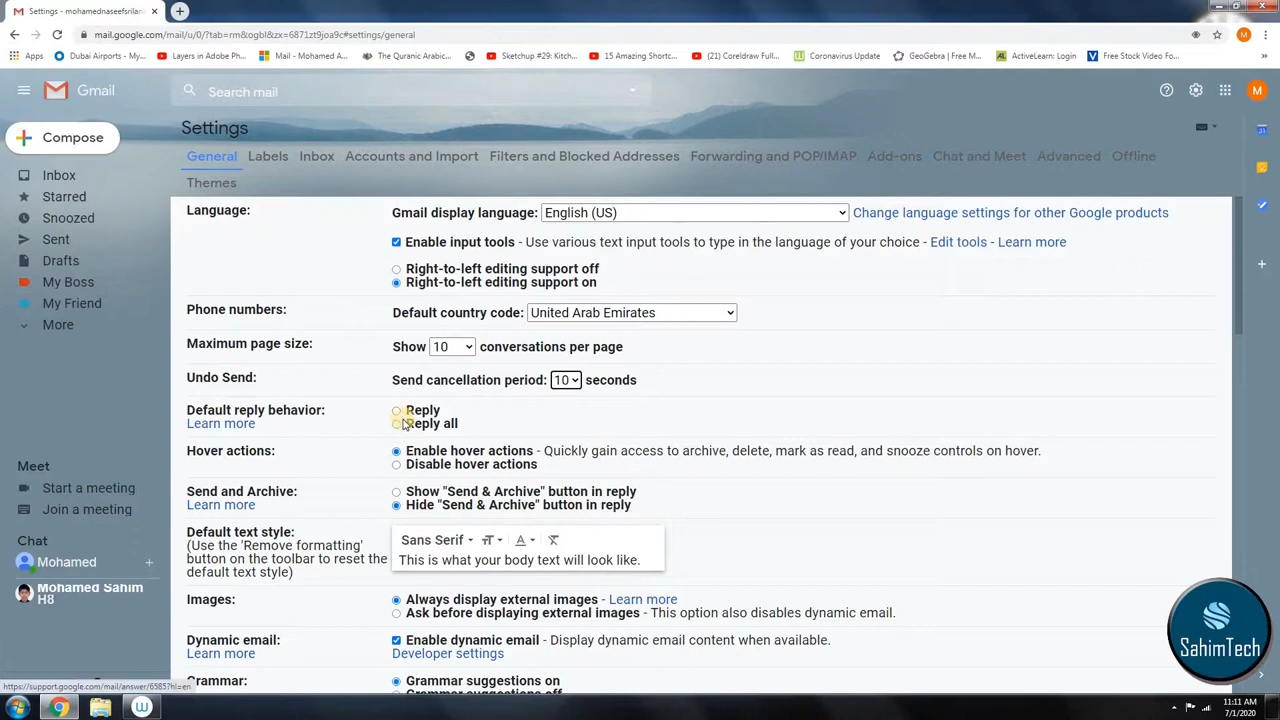 Settings - mohamednaseefsrilan
mail.google.com/mail/u/0/?tab=rm&ogbl&zx=6871zt9joa9c#settings/general
M
Apps Dubai Airports - My... Layers in Adobe Ph... Mail - Mohamed A... The Quranic Arabic... Sketchup #29: Kitch... 15 Amazing Shortc... (21) Coreldraw Full... Coronavirus Update GeoGebra | Free M... ActiveLearn: Login Free Stock Video Fo...
Gmail
Search mail
M
Compose
Settings
General Labels Inbox Accounts and Import Filters and Blocked Addresses Forwarding and POP/IMAP Add-ons Chat and Meet Advanced Offline
Themes
Inbox
Starred
Snoozed
Sent
Drafts
My Boss
My Friend
More
Meet
Start a meeting
Join a meeting
Chat
Mohamed
Mohamed Sahim
H8
Language:
Gmail display language: English (US) Change language settings for other Google products
Enable input tools - Use various text input tools to type in the language of your choice - Edit tools - Learn more
Right-to-left editing support off
Right-to-left editing support on
Phone numbers: Default country code: United Arab Emirates
Maximum page size: Show 10 conversations per page
Undo Send: Send cancellation period: 10 seconds
Default reply behavior: Reply
Learn more Reply all
Hover actions: Enable hover actions - Quickly gain access to archive, delete, mark as read, and snooze controls on hover.
Disable hover actions
Send and Archive: Show "Send & Archive" button in reply
Learn more Hide "Send & Archive" button in reply
Default text style:
(Use the 'Remove formatting'
button on the toolbar to reset the
default text style)
Sans Serif
This is what your body text will look like.
Images: Always display external images - Learn more
Ask before displaying external images - This option also disables dynamic email.
Dynamic email: Enable dynamic email - Display dynamic email content when available.
Learn more Developer settings
Grammar: Grammar suggestions on
Grammar suggestions off
SahimTech
https://support.google.com/mail/answer/6585?hl=en
11:11 AM
7/1/2020